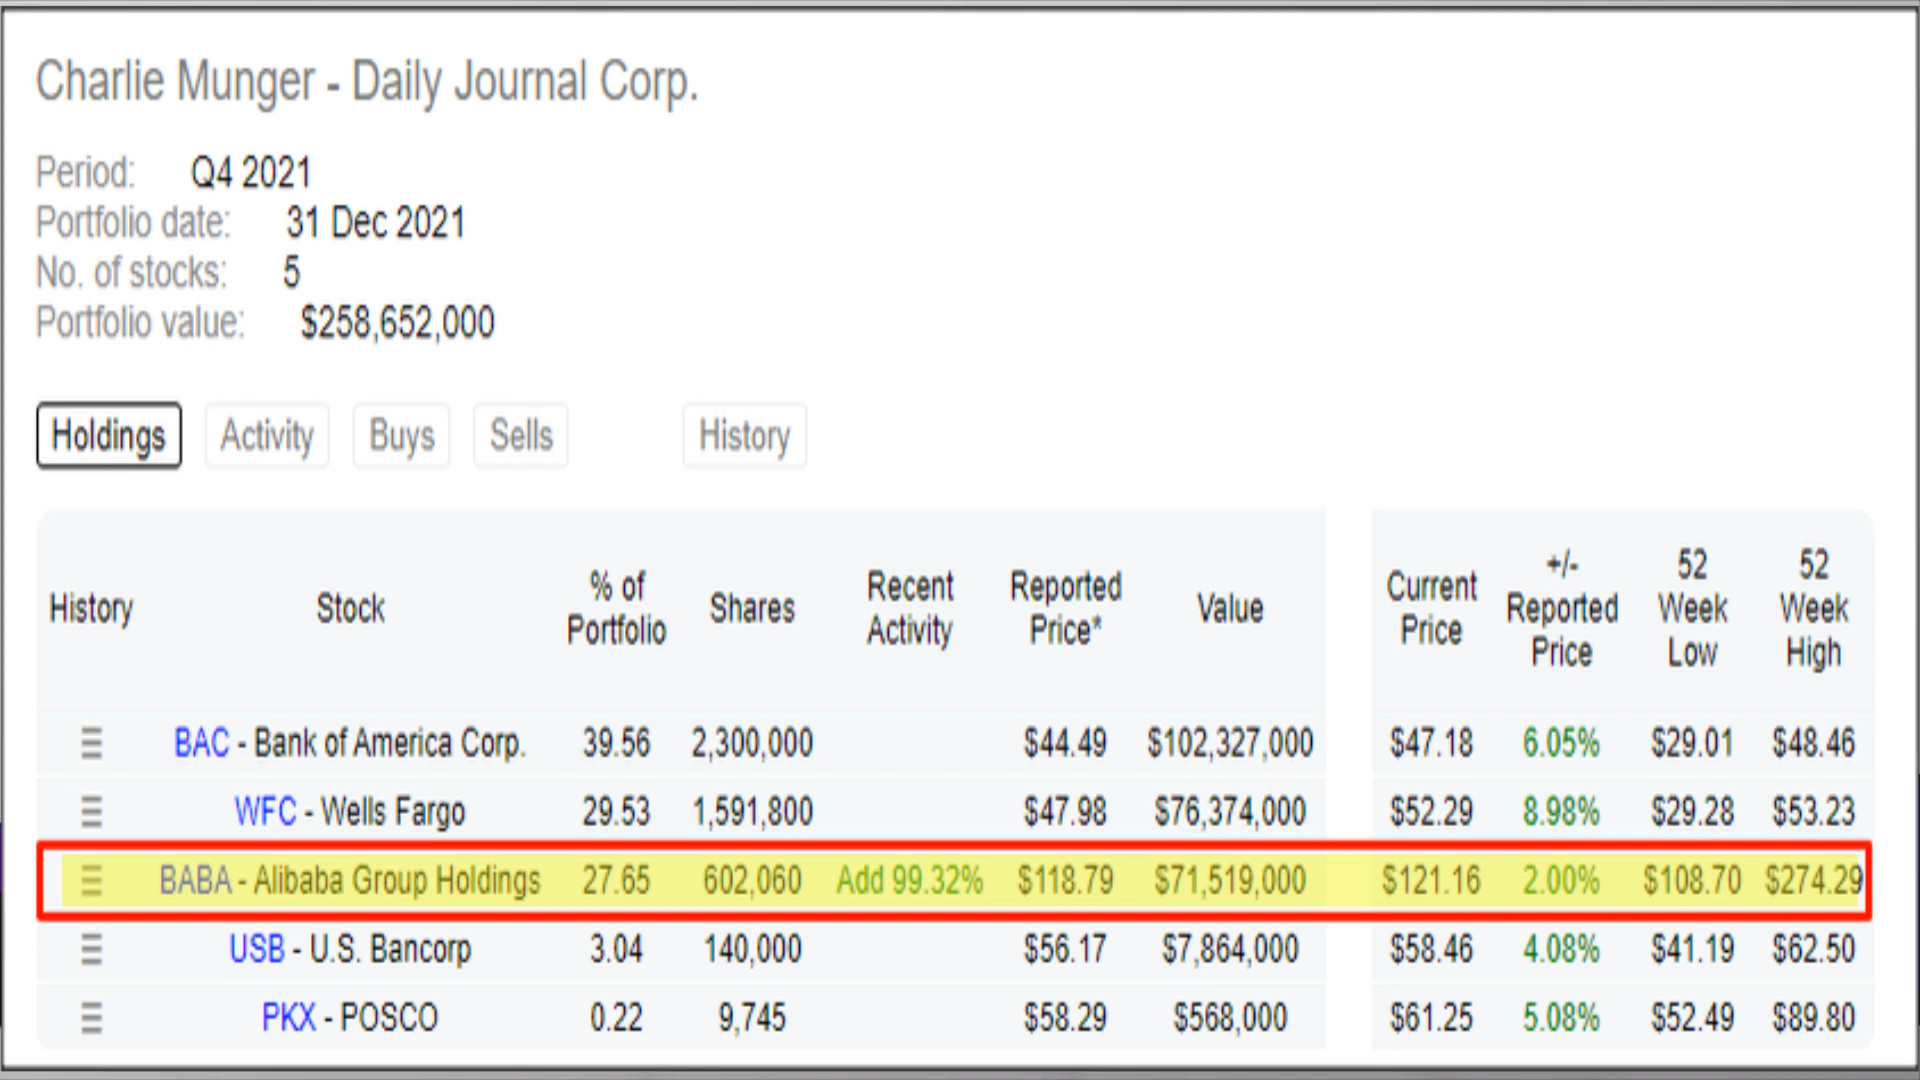 Charlie Munger - Daily Journal Corp.
Period: Q4 2021
Portfolio date: 31 Dec 2021
No. of stocks: 5
Portfolio value: $258,652,000
Holdings Activity Buys Sells History
History Stock % of Portfolio Shares Recent Activity Reported Price* Value Current Price +/- Reported Price 52 Week Low 52 Week High
BAC - Bank of America Corp. 39.56 2,300,000 $44.49 $102,327,000 $47.18 6.05% $29.01 $48.46
WFC - Wells Fargo 29.53 1,591,800 $47.98 $76,374,000 $52.29 8.98% $29.28 $53.23
BABA - Alibaba Group Holdings 27.65 602,060 Add 99.32% $118.79 $71,519,000 $121.16 2.00% $108.70 $274.29
USB - U.S. Bancorp 3.04 140,000 $56.17 $7,864,000 $58.46 4.08% $41.19 $62.50
PKX - POSCO 0.22 9,745 $58.29 $568,000 $61.25 5.08% $52.49 $89.80